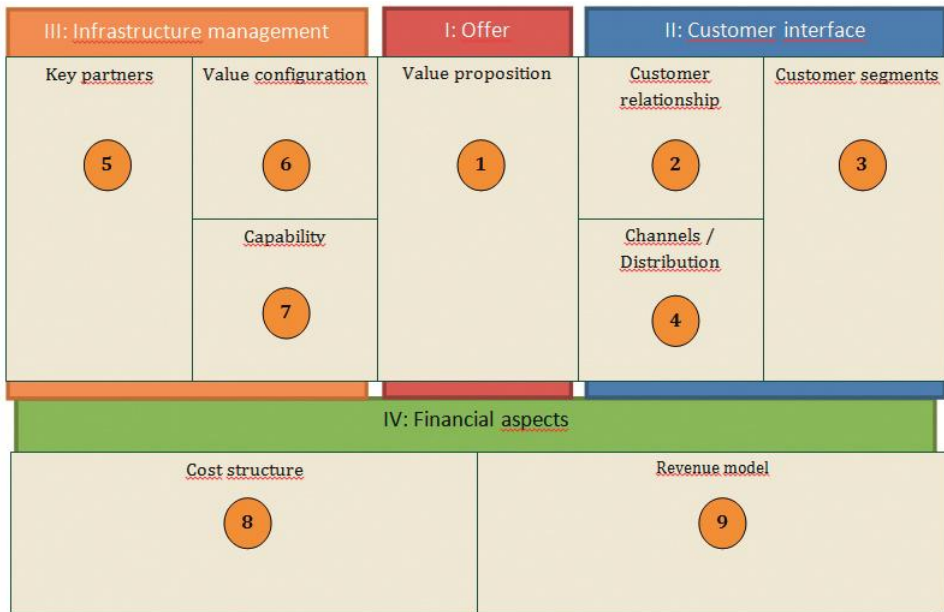 III: Infrastructure management
I: Offer
II: Customer interface
Key partners
5
Value configuration
6
Capability
7
Value proposition
1
Customer
relationship
2
Channels /
Distribution
4
Customer segments
3
IV: Financial aspects
Cost structure
8
Revenue model
9